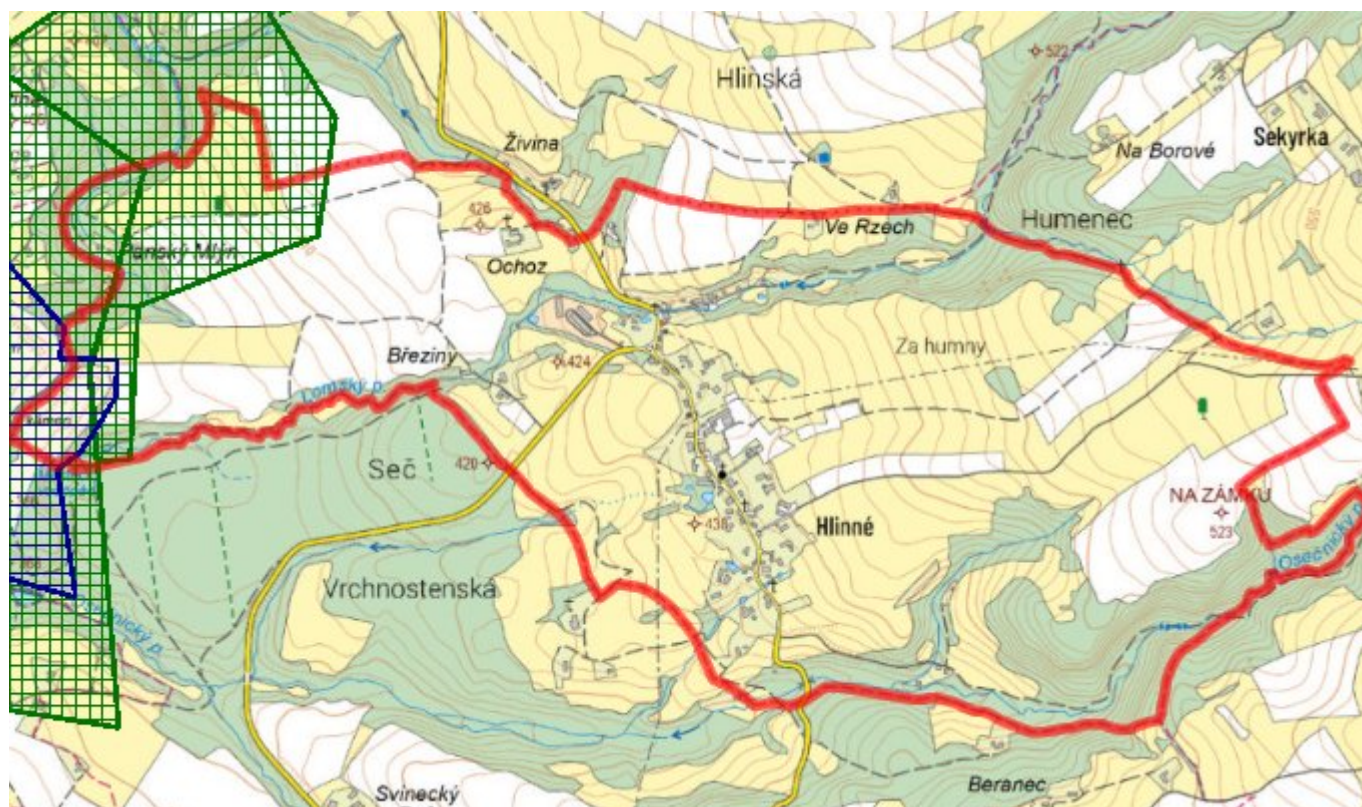 522
Hlinská
Živina
Na Borové
Sekyrka
426
Humenec
Ve Rzech
Panský Mlýn
Ochoz
Za humny
Březiny
424
Lomský p.
Seč
420
NA ZÁMKU
523
438
Hlinné
Osečnický p.
Vrchnostenská
Beranec
Svinecký